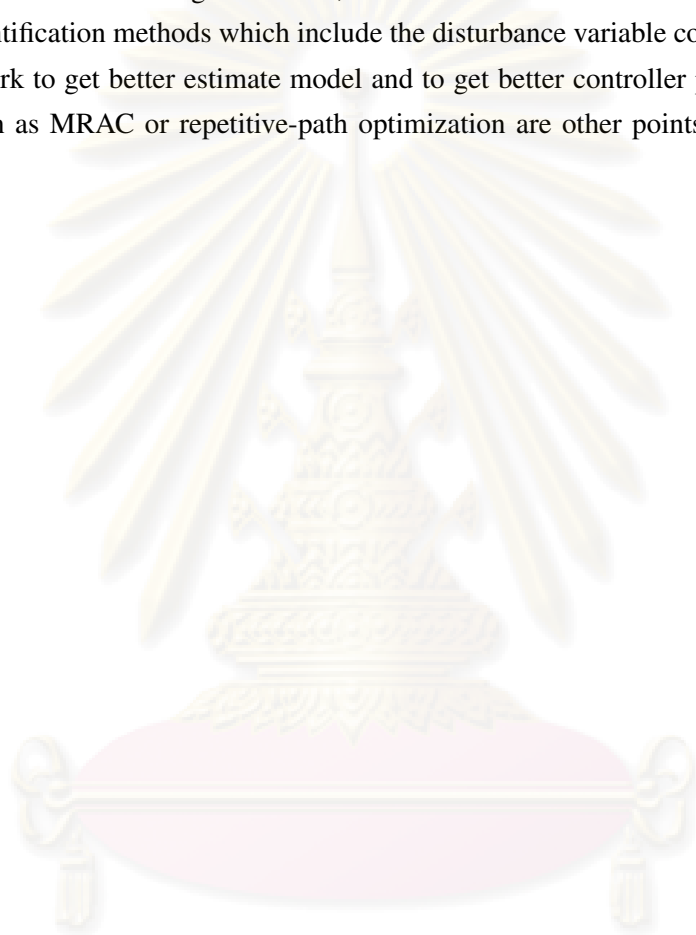 ntification methods which include the disturbance variable co
rk to get better estimate model and to get better controller
n as MRAC or repetitive-path optimization are other points